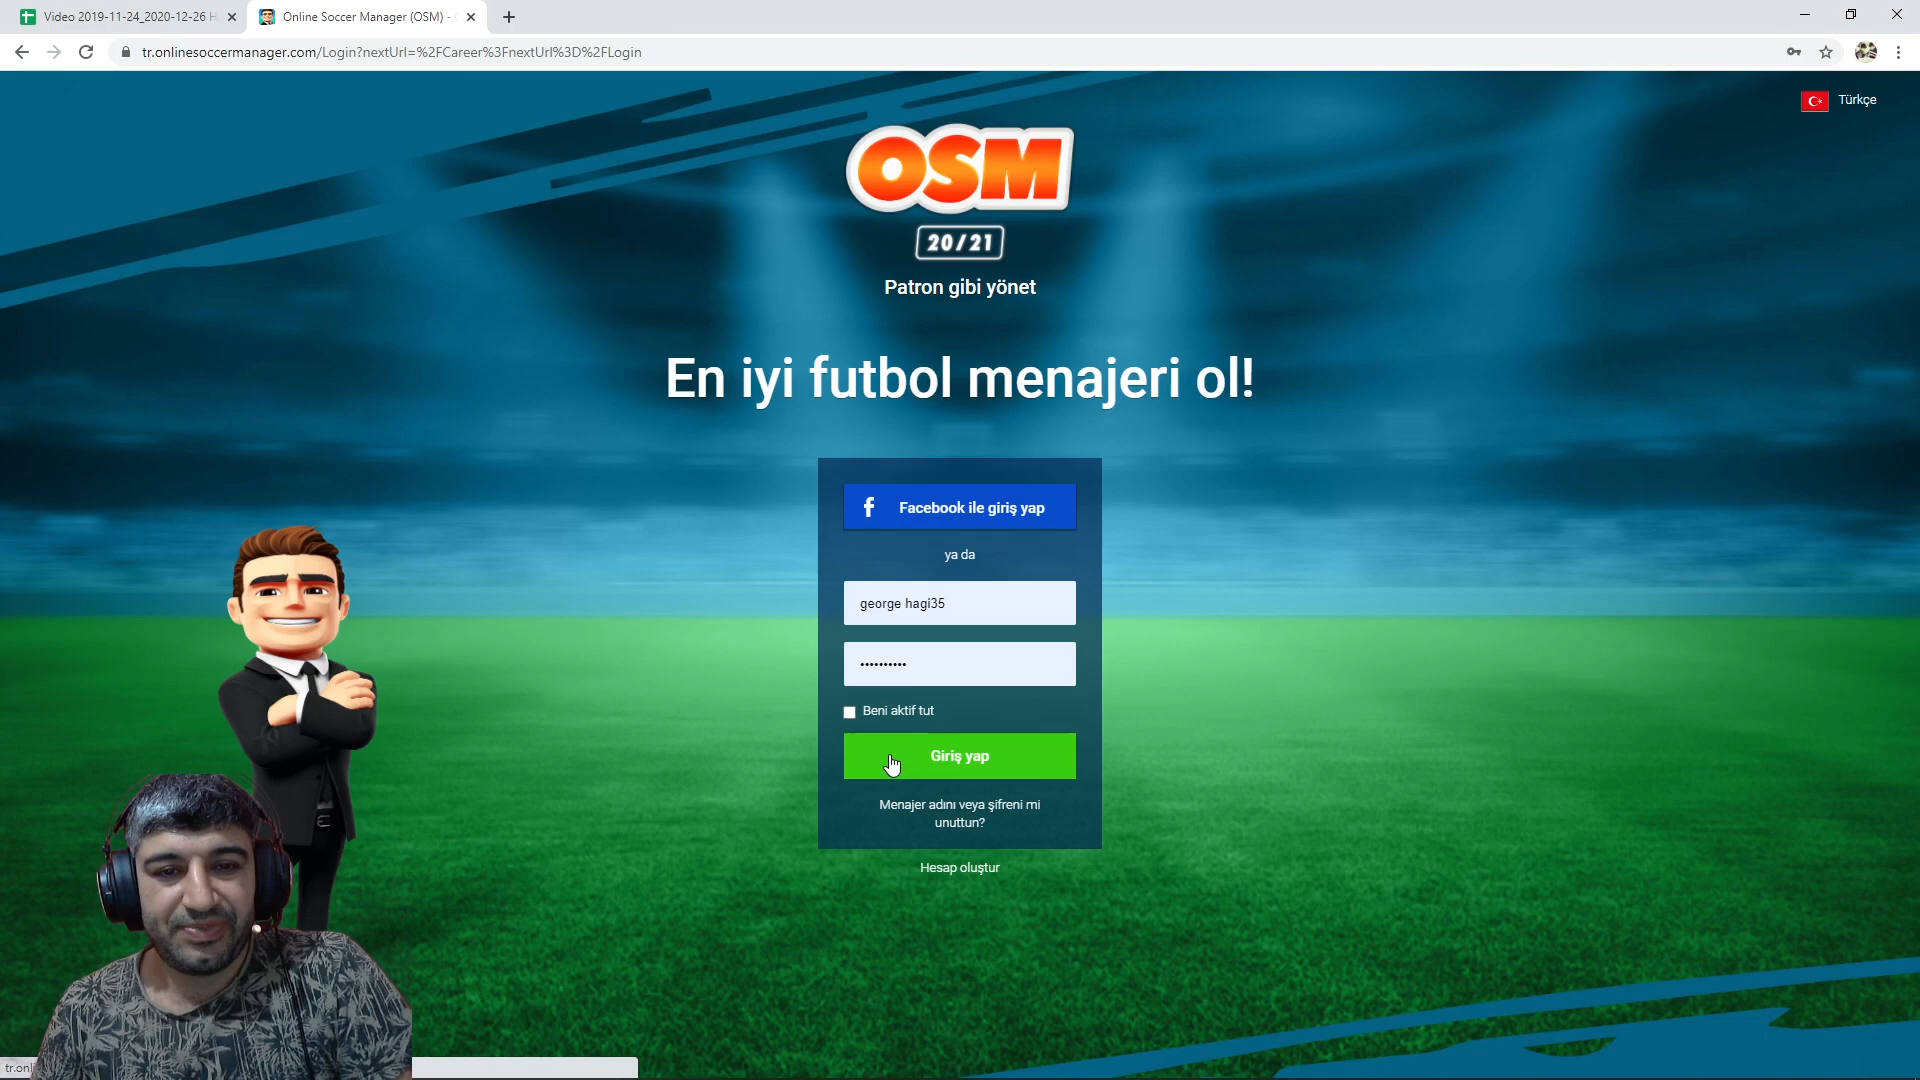 Video 2019-11-24_2020-12-26
Online Soccer Manager (OSM) -
tr.onlinesoccermanager.com/Login?nextUrl=%2FCareer%3FnextUrl%3D%2FLogin
Türkçe
OSM
20/21
Patron gibi yönet
En iyi futbol menajeri ol!
f Facebook ile giriş yap
ya da
george hagi35
••••••••••
Beni aktif tut
Giriş yap
Menajer adını veya şifreni mi
unuttun?
Hesap oluştur